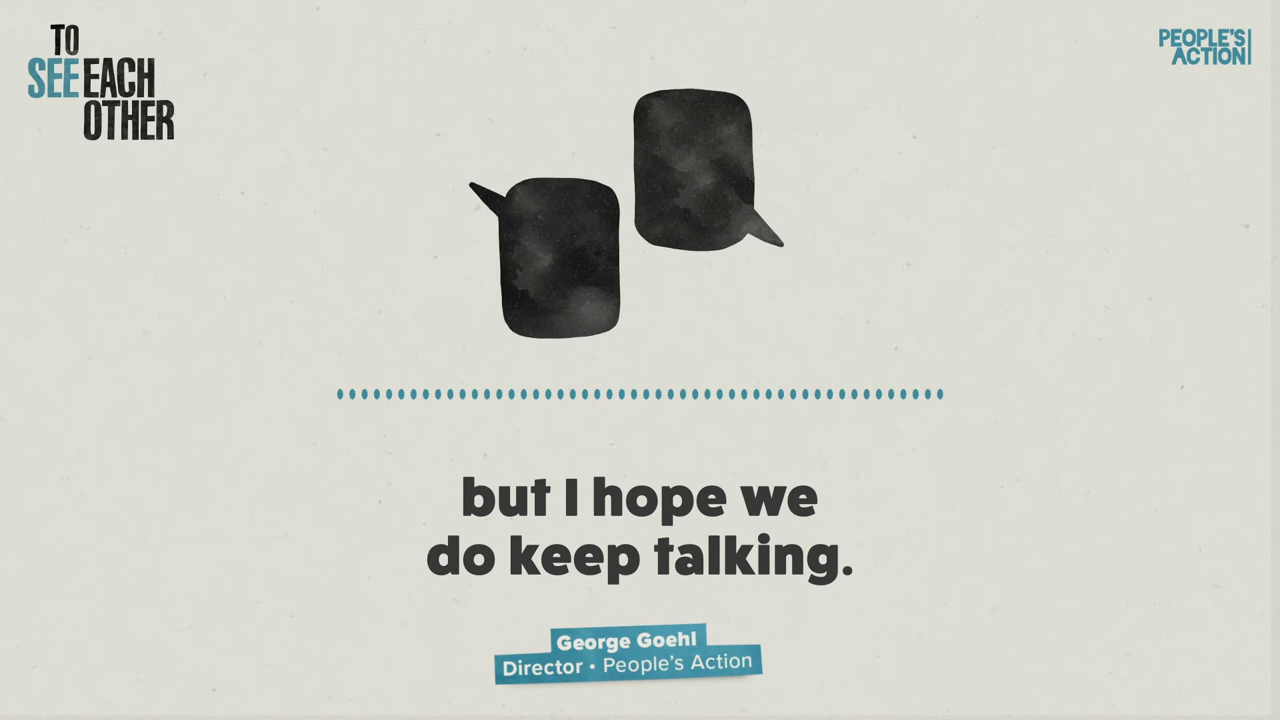 TO
SEE EACH
OTHER
PEOPLE'S
ACTION
but I hope we
do keep talking.
George Goehl
Director • People's Action